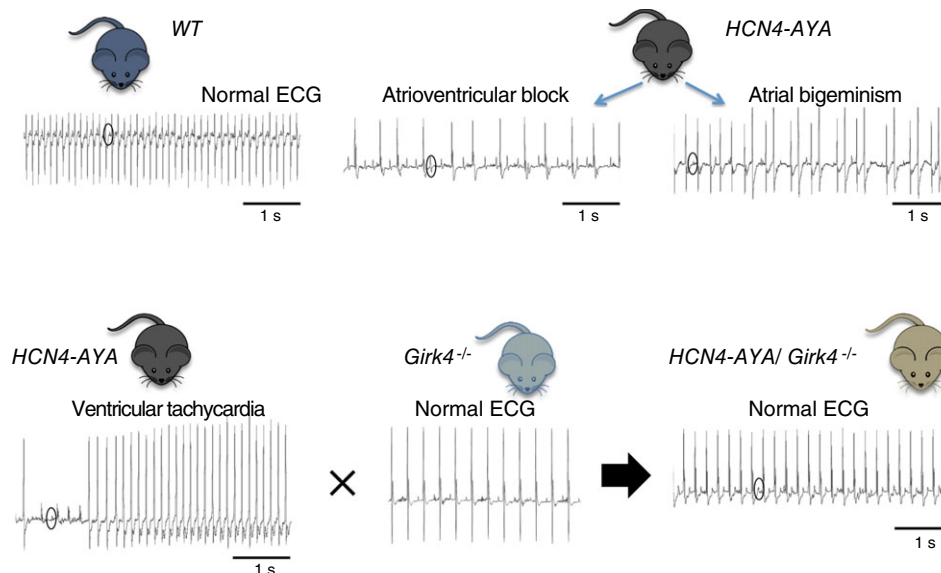 WT
HCN4-AYA
Normal ECG
Atrioventricular block
Atrial bigeminism
1 s
1 s
1 s
HCN4-AYA
Girk4 -/-
HCN4-AYA/ Girk4 -/-
Ventricular tachycardia
Normal ECG
Normal ECG
×
1 s
1 s